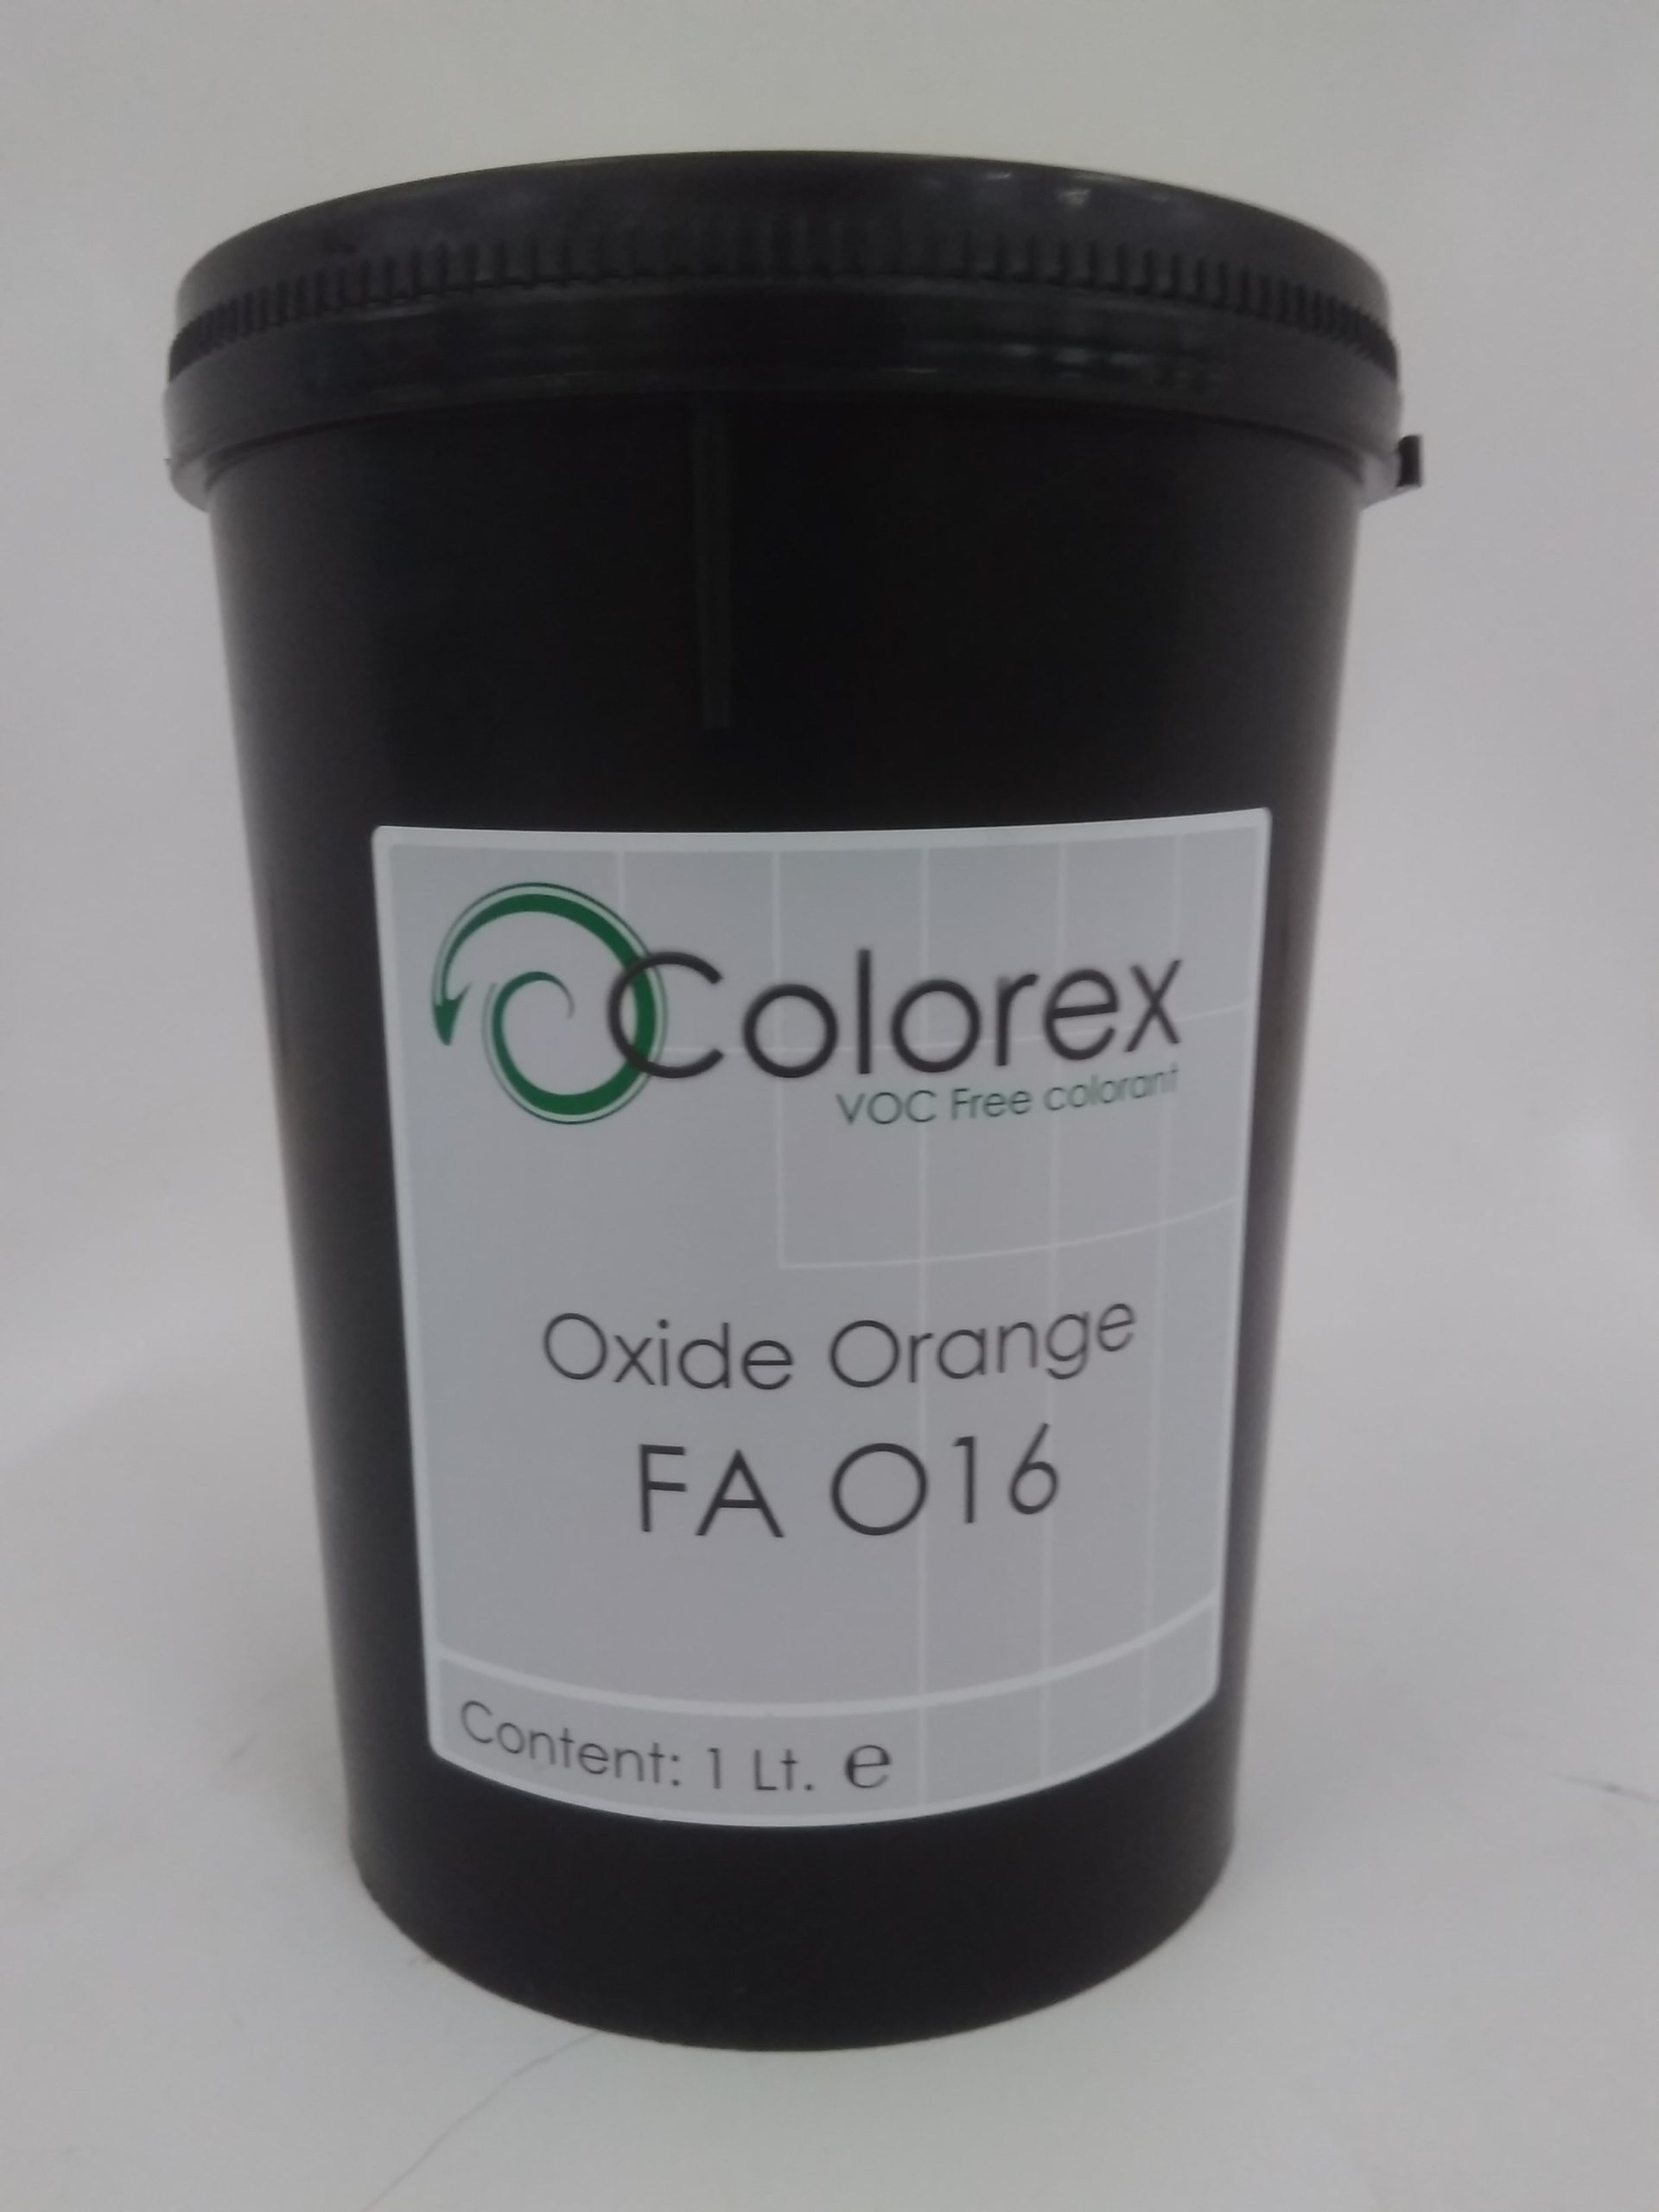 Colorex
VOC Free colorant
Oxide Orange
FA O16
Content: 1 Lt. ℮